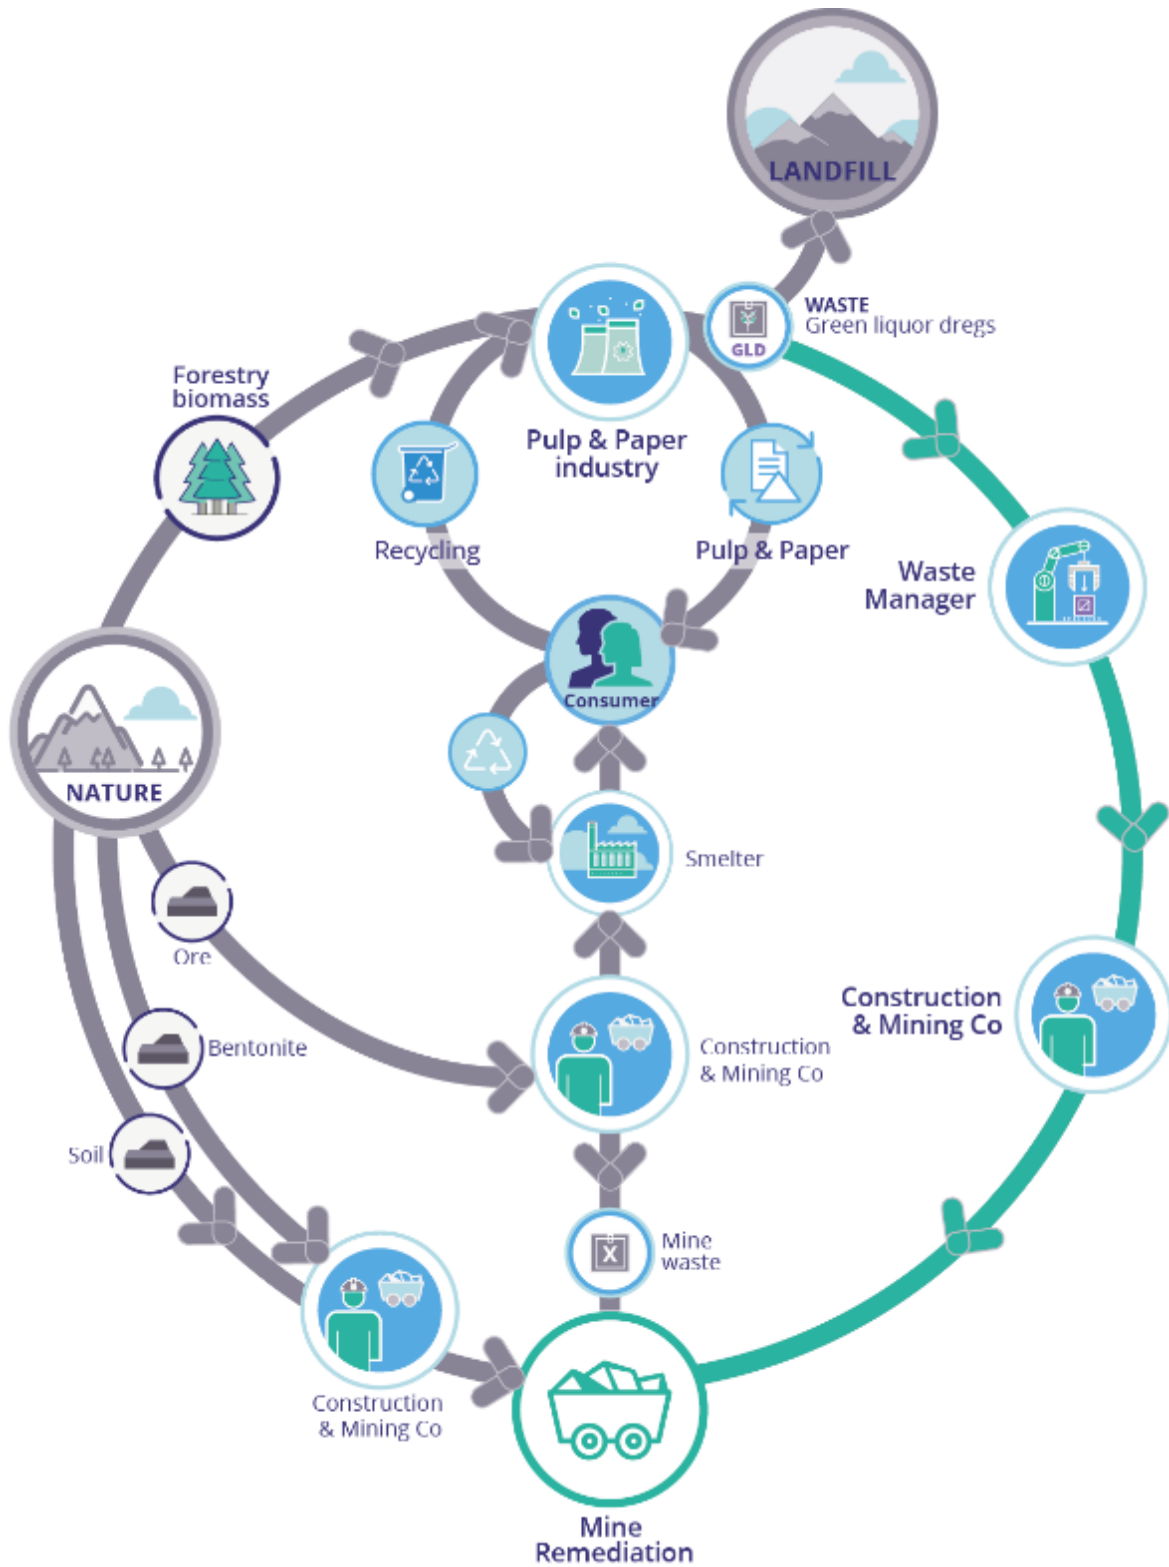 LANDFILL
WASTE
Green liquor dregs
GLD
Forestry
biomass
Pulp & Paper
industry
Recycling
Pulp & Paper
Waste
Manager
Consumer
NATURE
Smelter
Ore
Construction
& Mining Co
Bentonite
Construction
& Mining Co
Soil
X
Mine
waste
Construction
& Mining Co
Mine
Remediation